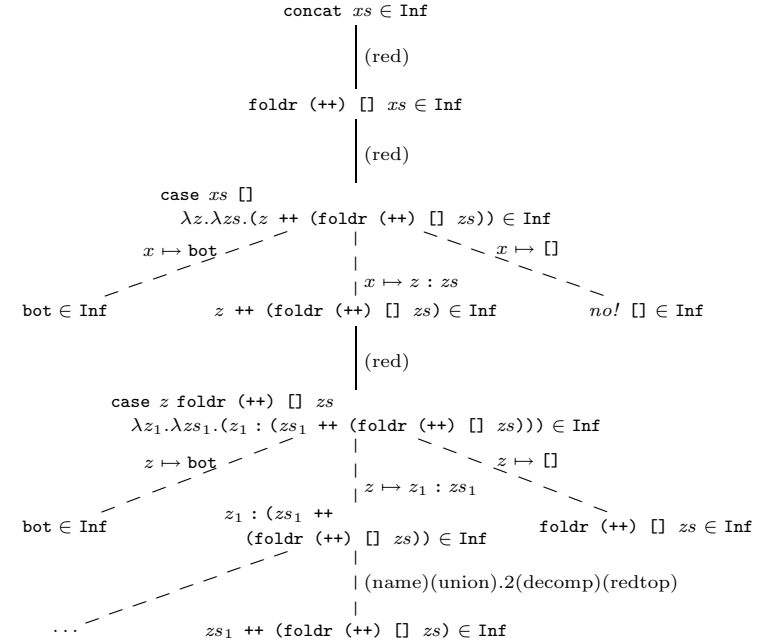 concat xs ∈ Inf
(red)
foldr (++) [] xs ∈ Inf
(red)
case xs []
λz.λzs.(z ++ (foldr (++) [] zs)) ∈ Inf
x ↦ bot
x ↦ []
x ↦ z : zs
bot ∈ Inf
z ++ (foldr (++) [] zs) ∈ Inf
no! [] ∈ Inf
(red)
case z foldr (++) [] zs
λz₁.λzs₁.(z₁ : (zs₁ ++ (foldr (++) [] zs))) ∈ Inf
z ↦ bot
z ↦ []
z ↦ z₁ : zs₁
bot ∈ Inf
z₁ : (zs₁ ++
(foldr (++) [] zs)) ∈ Inf
foldr (++) [] zs ∈ Inf
(name)(union).2(decomp)(redtop)
...
zs₁ ++ (foldr (++) [] zs) ∈ Inf